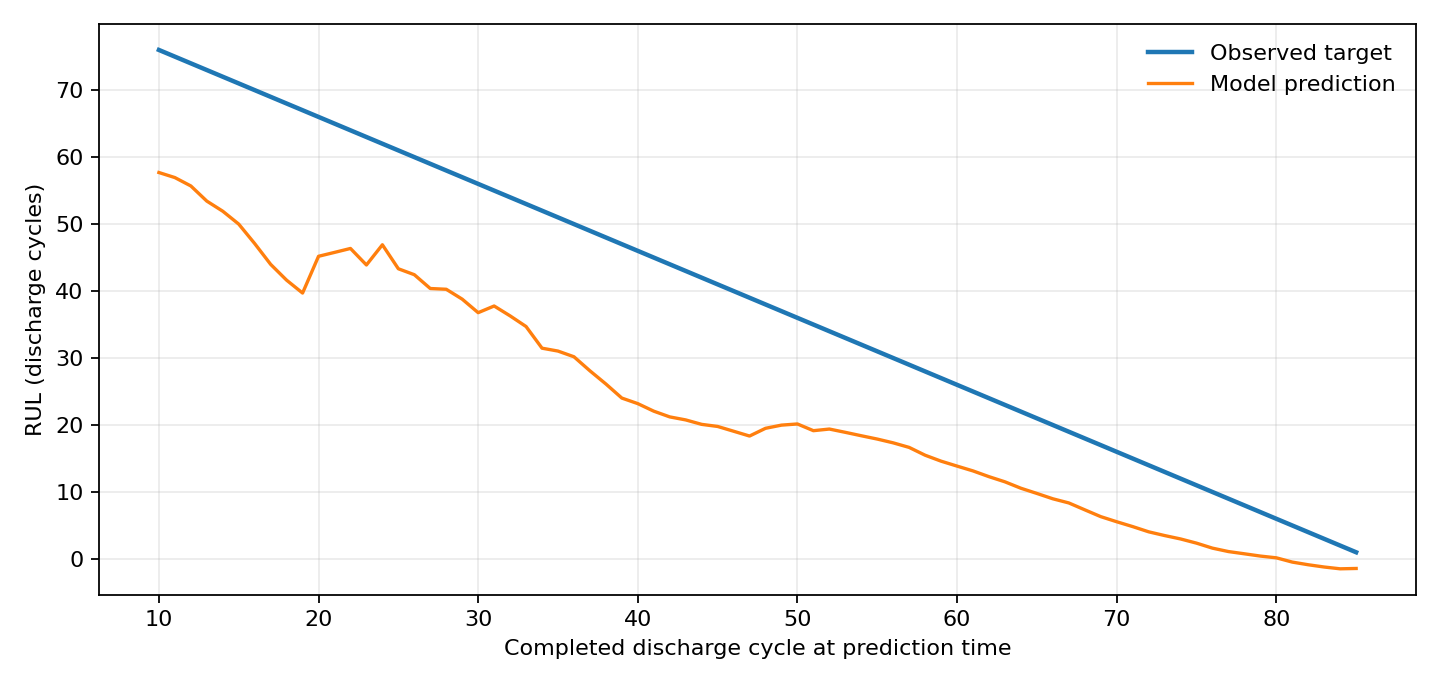 Observed target
Model prediction
RUL (discharge cycles)
70
60
50
40
30
20
10
0
10 20 30 40 50 60 70 80
Completed discharge cycle at prediction time